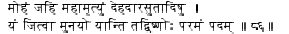 मोहं जहि महामृत्युं देहदारसुतादिषु ।
यं जित्वा मुनयो यान्ति तद्विष्णोः परमं पदम् ॥८६॥